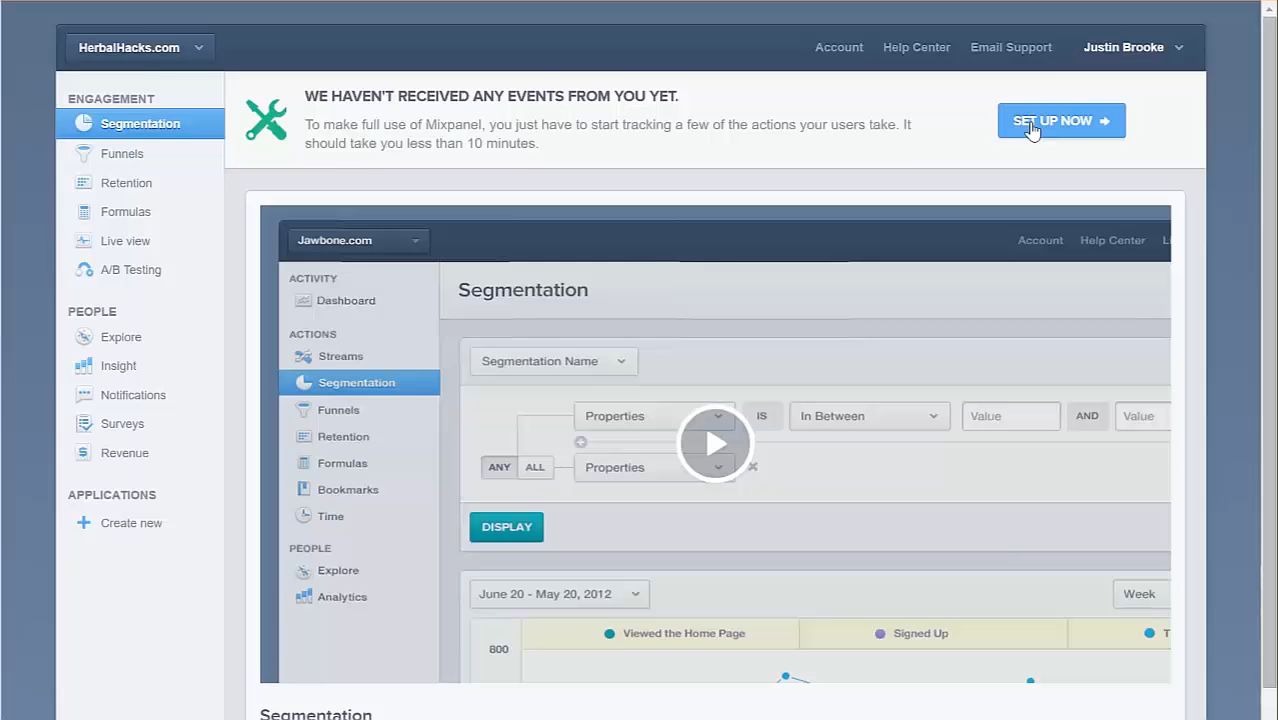 HerbalHacks.com
Account
Help Center
Email Support
Justin Brooke
ENGAGEMENT
Segmentation
Funnels
Retention
Formulas
Live view
A/B Testing
PEOPLE
Explore
Insight
Notifications
Surveys
Revenue
APPLICATIONS
Create new
WE HAVEN'T RECEIVED ANY EVENTS FROM YOU YET.
To make full use of Mixpanel, you just have to start tracking a few of the actions your users take. It
should take you less than 10 minutes.
SET UP NOW
Jawbone.com
Account
Help Center
ACTIVITY
Dashboard
ACTIONS
Streams
Segmentation
Funnels
Retention
Formulas
Bookmarks
Time
PEOPLE
Explore
Analytics
Segmentation
Segmentation Name
Properties
IS
In Between
Value
AND
Value
ANY
ALL
Properties
DISPLAY
June 20 - May 20, 2012
Week
800
Viewed the Home Page
Signed Up
Segmentation